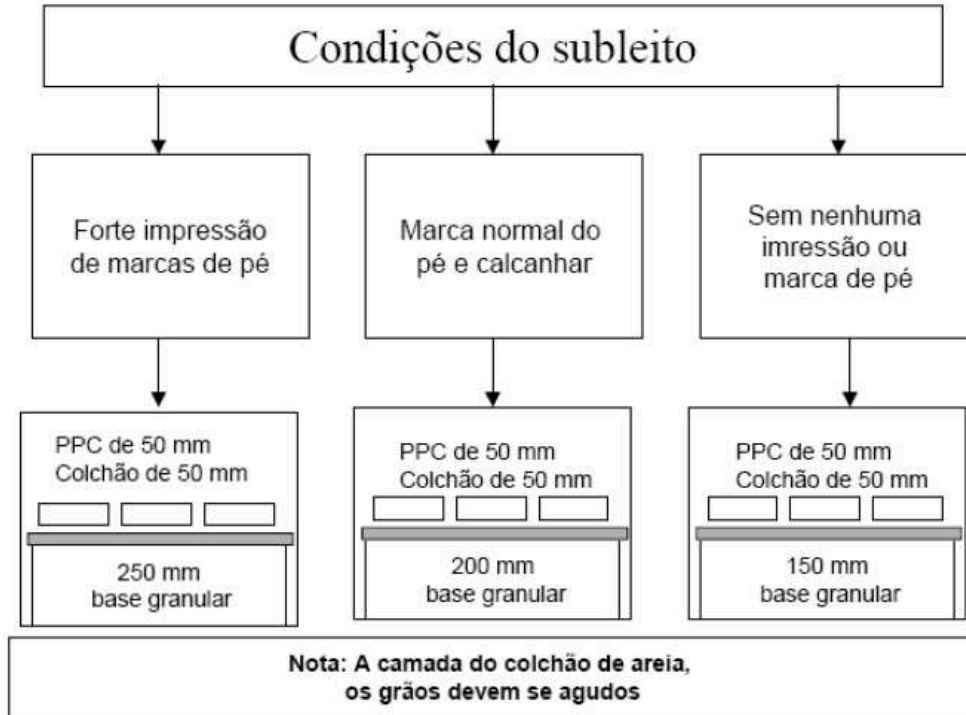 Condições do subleito
Forte impressão
de marcas de pé
Marca normal do
pé e calcanhar
Sem nenhuma
imressão ou
marca de pé
PPC de 50 mm
Colchão de 50 mm
250 mm
base granular
PPC de 50 mm
Colchão de 50 mm
200 mm
base granular
PPC de 50 mm
Colchão de 50 mm
150 mm
base granular
Nota: A camada do colchão de areia,
os grãos devem se agudos